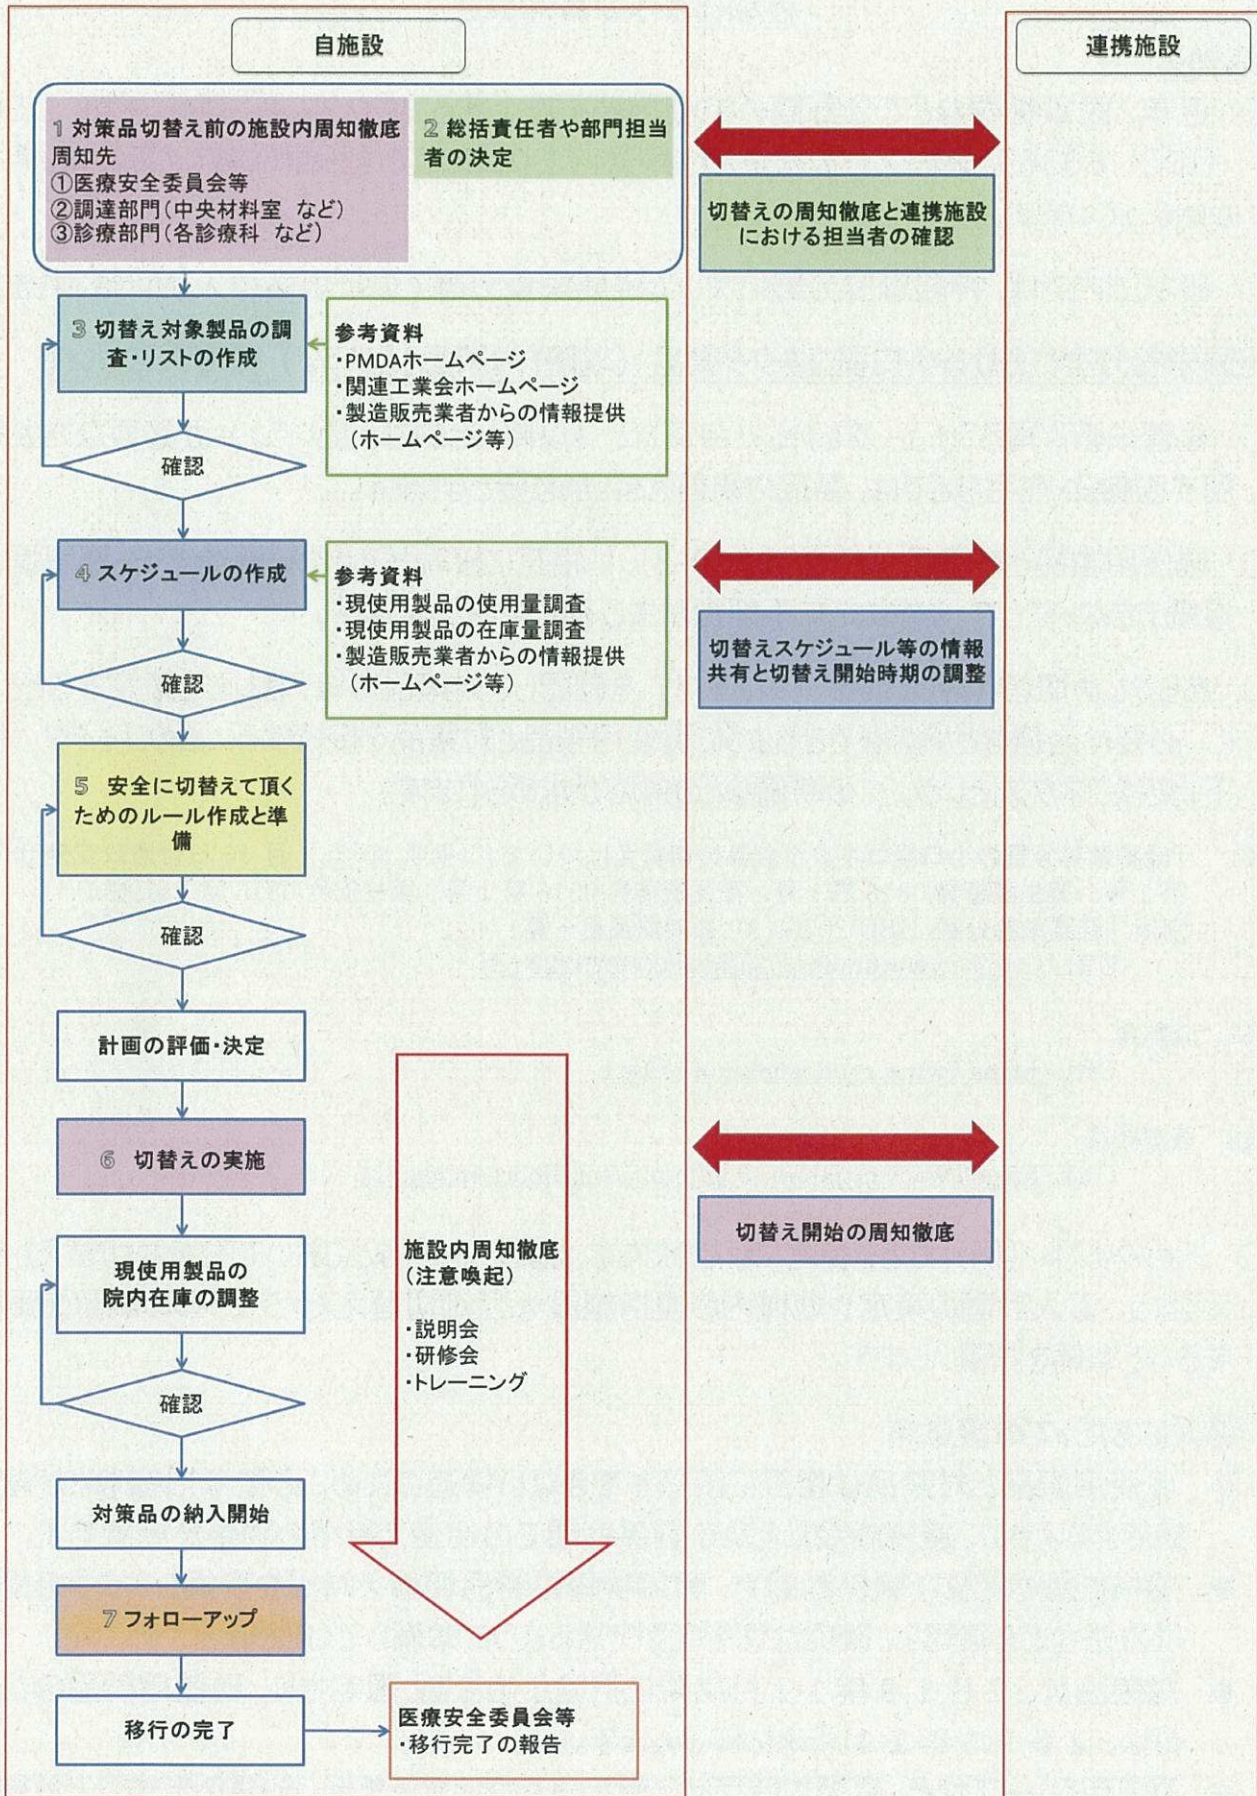 自施設
連携施設
1 対策品切替え前の施設内周知徹底
周知先
①医療安全委員会等
②調達部門（中央材料室 など）
③診療部門（各診療科 など）
2 総括責任者や部門担当
者の決定
切替えの周知徹底と連携施設
における担当者の確認
3 切替え対象製品の調
査・リストの作成
参考資料
・PMDAホームページ
・関連工業会ホームページ
・製造販売業者からの情報提供
（ホームページ等）
確認
4 スケジュールの作成
参考資料
・現使用製品の使用量調査
・現使用製品の在庫量調査
・製造販売業者からの情報提供
（ホームページ等）
切替えスケジュール等の情報
共有と切替え開始時期の調整
確認
5 安全に切替えて頂く
ためのルール作成と準
備
確認
計画の評価・決定
6 切替えの実施
切替え開始の周知徹底
現使用製品の
院内在庫の調整
施設内周知徹底
（注意喚起）
・説明会
・研修会
・トレーニング
確認
対策品の納入開始
7 フォローアップ
移行の完了
医療安全委員会等
・移行完了の報告